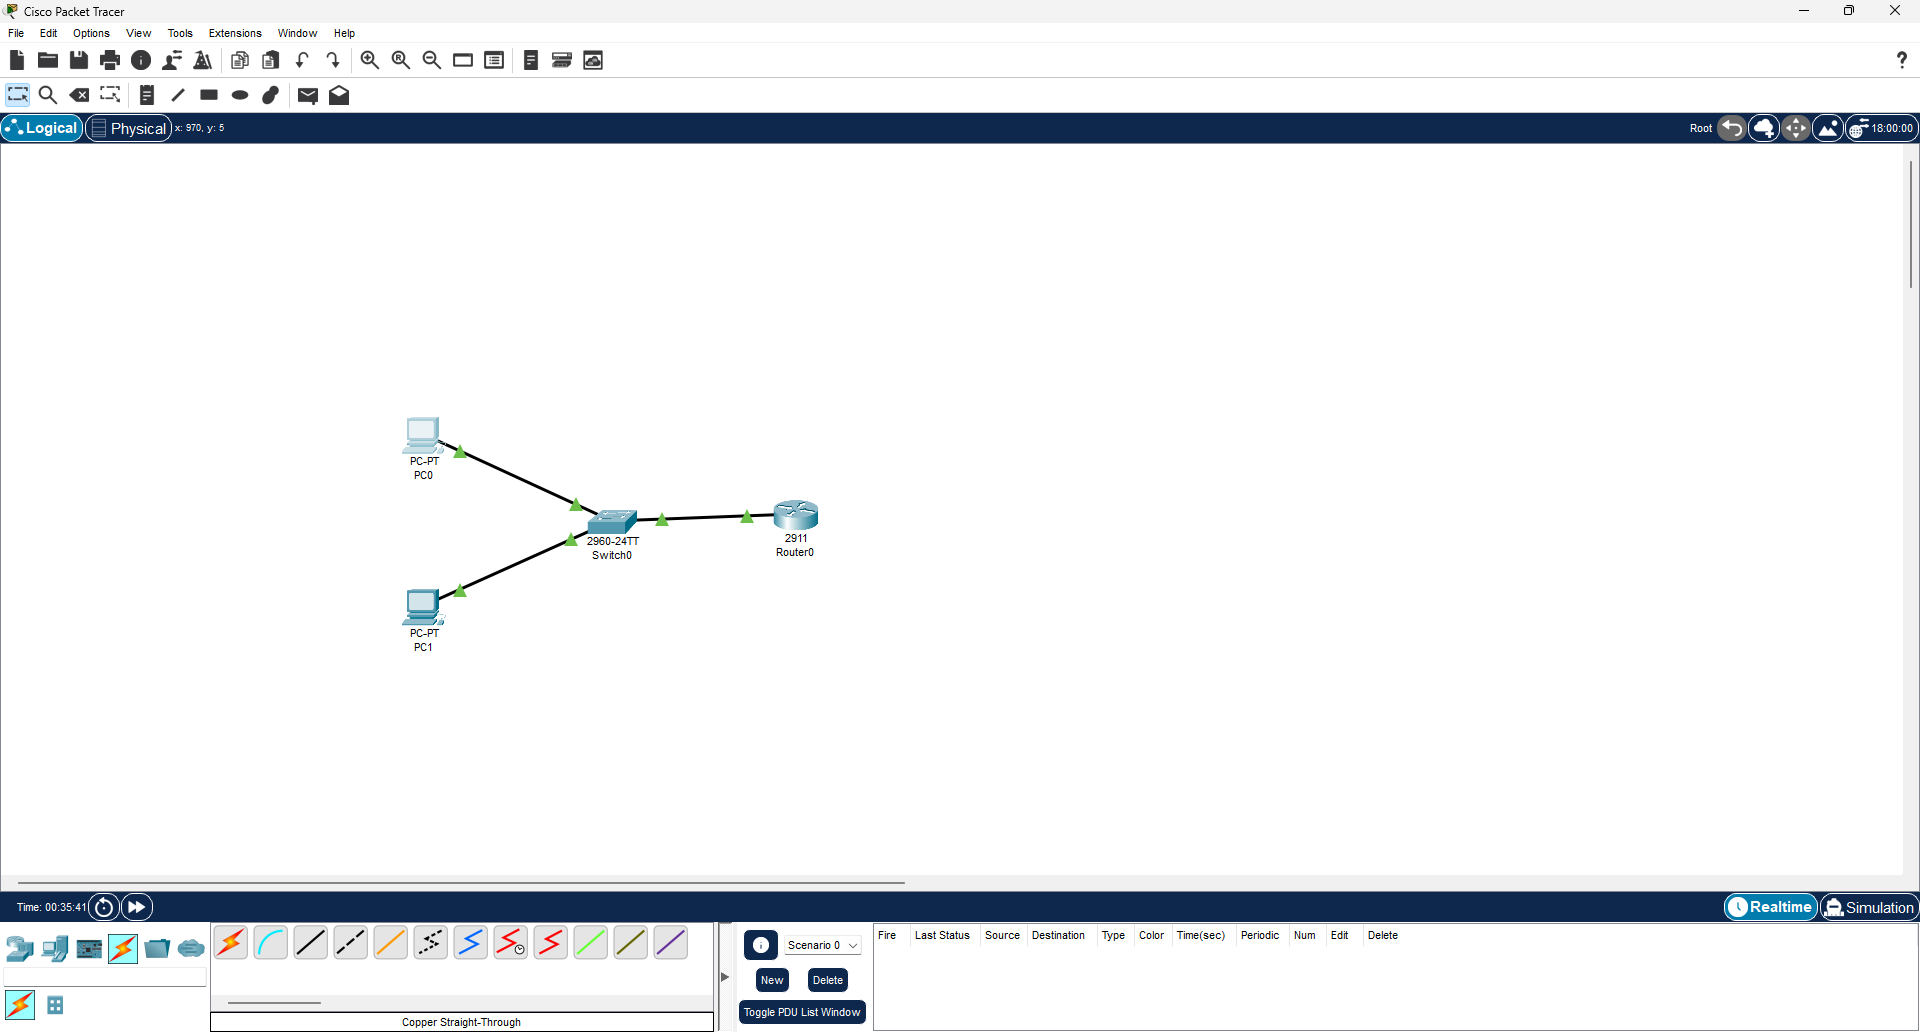 Cisco Packet Tracer
File Edit Options View Tools Extensions Window Help
Logical Physical x: 970, y: 5 Root 18:00:00
PC-PT
PC0
2960-24TT
Switch0
2911
Router0
PC-PT
PC1
Time: 00:35:41 Realtime Simulation
Scenario 0
New Delete
Toggle PDU List Window
Fire Last Status Source Destination Type Color Time(sec) Periodic Num Edit Delete
Copper Straight-Through